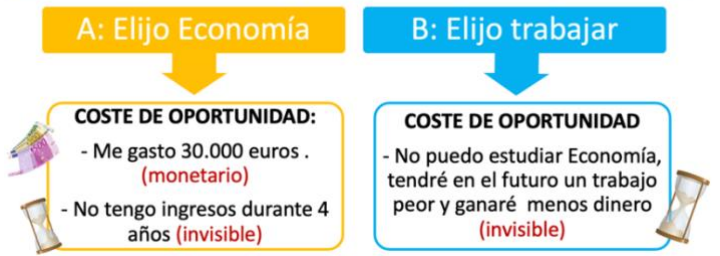 A: Elijo Economía
COSTE DE OPORTUNIDAD:
- Me gasto 30.000 euros .
(monetario)
- No tengo ingresos durante 4
años (invisible)
B: Elijo trabajar
COSTE DE OPORTUNIDAD
- No puedo estudiar Economía,
tendré en el futuro un trabajo
peor y ganaré menos dinero
(invisible)